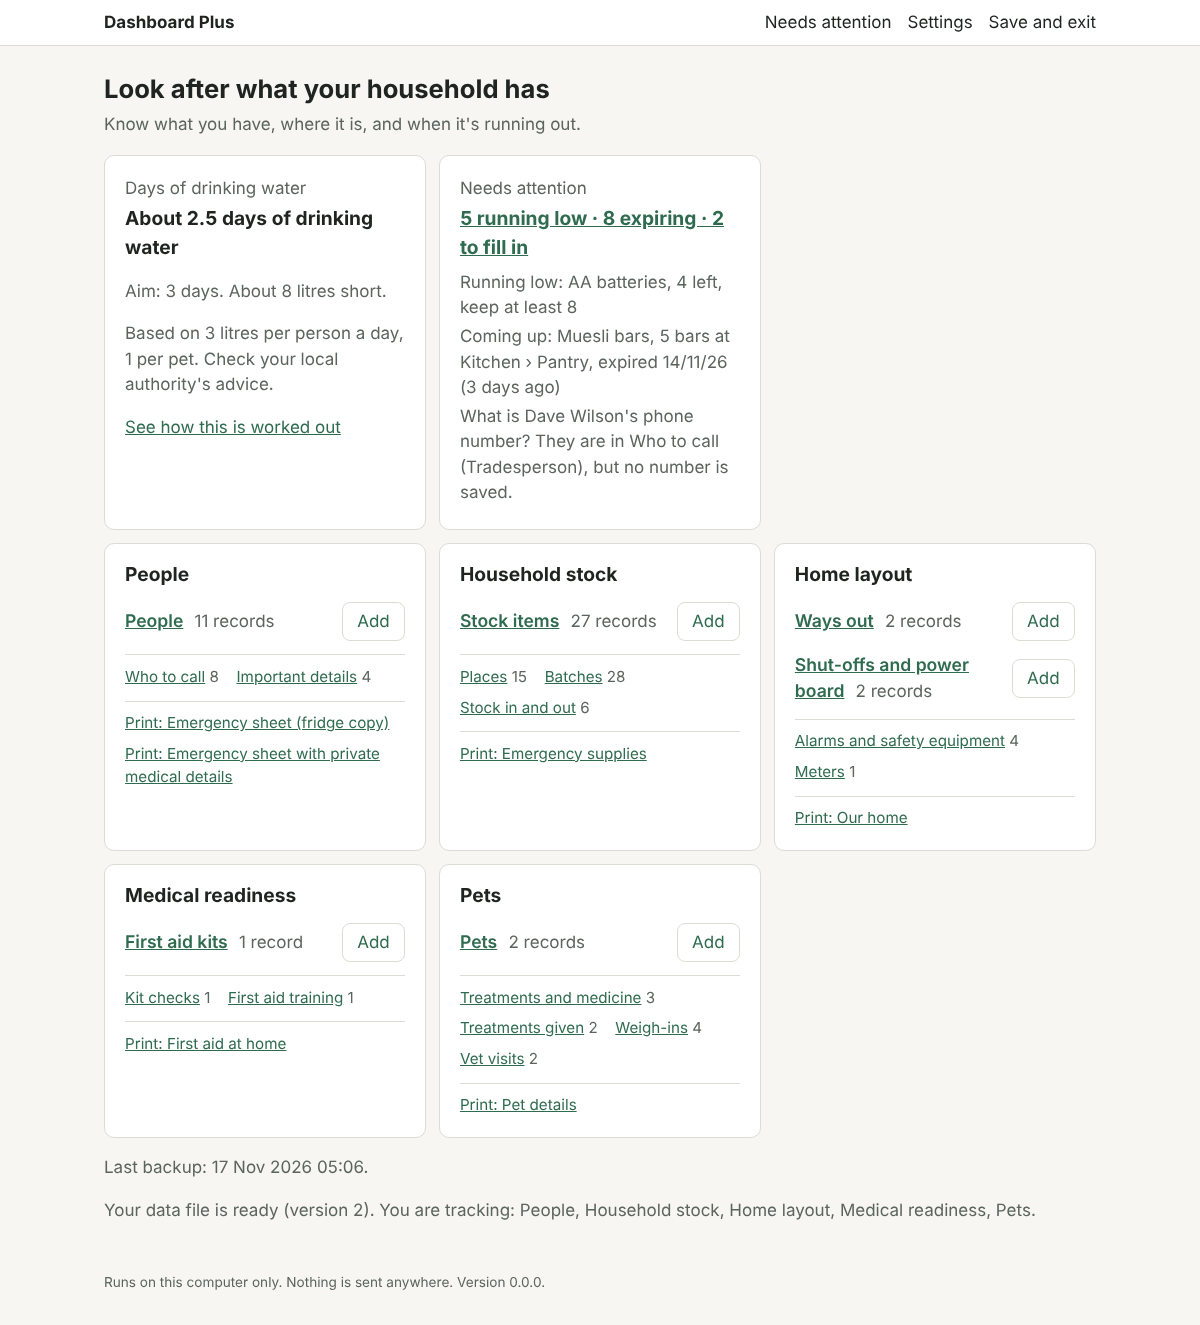 Dashboard Plus
Needs attention Settings Save and exit
Look after what your household has
Know what you have, where it is, and when it's running out.
Days of drinking water
About 2.5 days of drinking
water
Aim: 3 days. About 8 litres short.
Based on 3 litres per person a day,
1 per pet. Check your local
authority's advice.
See how this is worked out
Needs attention
5 running low · 8 expiring · 2
to fill in
Running low: AA batteries, 4 left,
keep at least 8
Coming up: Muesli bars, 5 bars at
Kitchen › Pantry, expired 14/11/26
(3 days ago)
What is Dave Wilson's phone
number? They are in Who to call
(Tradesperson), but no number is
saved.
People
People 11 records Add
Who to call 8 Important details 4
Print: Emergency sheet (fridge copy)
Print: Emergency sheet with private
medical details
Household stock
Stock items 27 records Add
Places 15 Batches 28
Stock in and out 6
Print: Emergency supplies
Home layout
Ways out 2 records Add
Shut-offs and power
board 2 records Add
Alarms and safety equipment 4
Meters 1
Print: Our home
Medical readiness
First aid kits 1 record Add
Kit checks 1 First aid training 1
Print: First aid at home
Pets
Pets 2 records Add
Treatments and medicine 3
Treatments given 2 Weigh-ins 4
Vet visits 2
Print: Pet details
Last backup: 17 Nov 2026 05:06.
Your data file is ready (version 2). You are tracking: People, Household stock, Home layout, Medical readiness, Pets.
Runs on this computer only. Nothing is sent anywhere. Version 0.0.0.